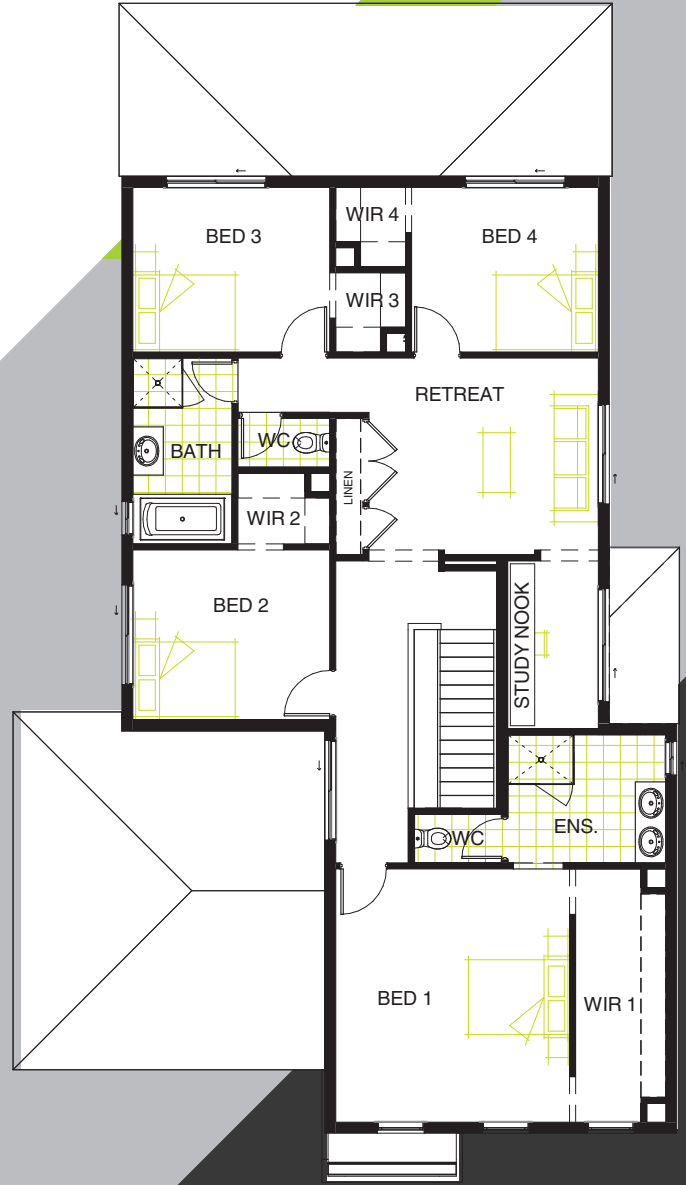 WIR 4
BED 3
BED 4
WIR 3
RETREAT
WC
BATH
LINEN
WIR 2
BED 2
STUDY NOOK
ENS.
WC
BED 1
WIR 1